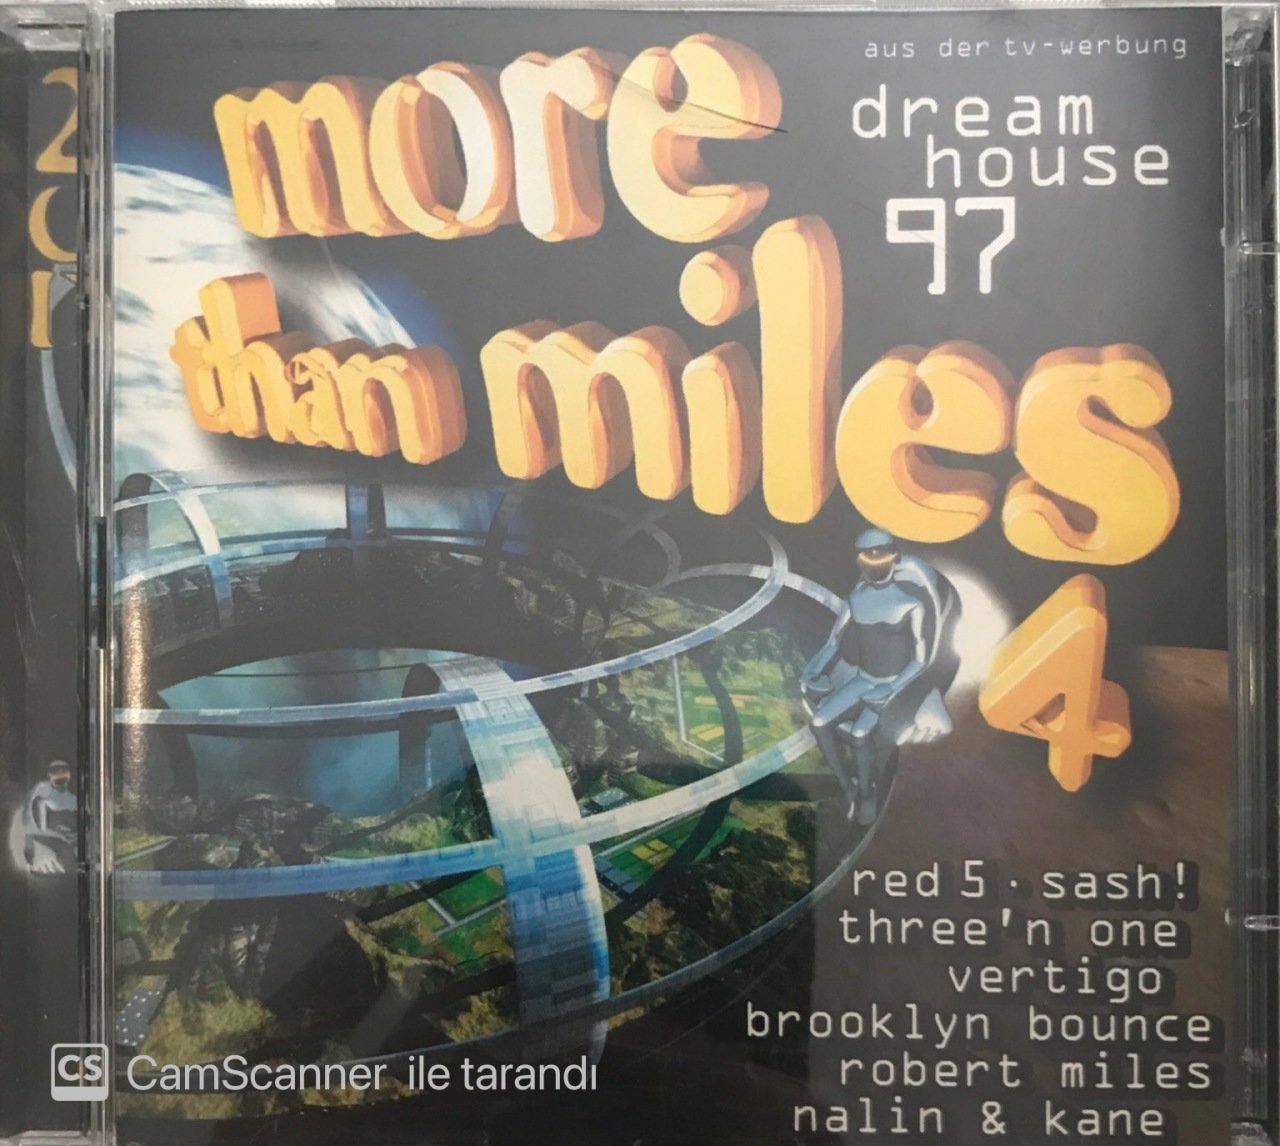 aus der tv-werbung
dream
house
97
more
than miles
4
red 5 · sash!
three'n one
vertigo
brooklyn bounce
robert miles
nalin & kane
CS CamScanner ile tarandı